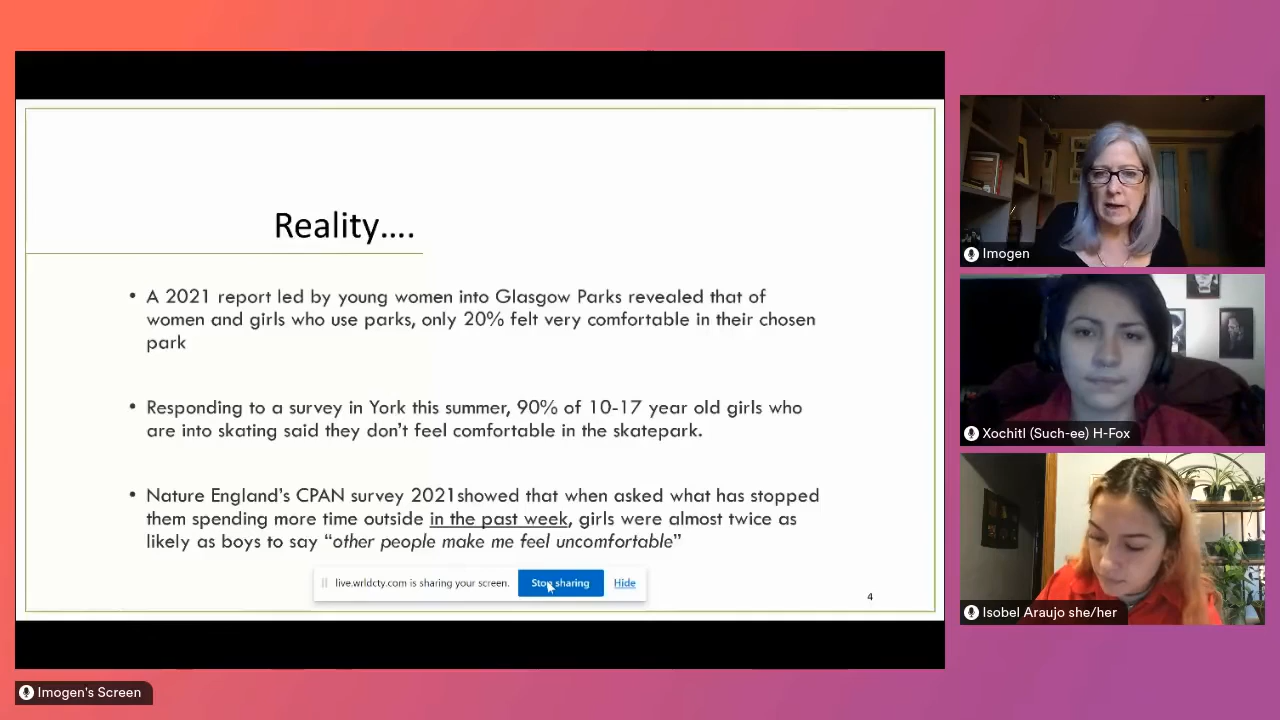 Reality....
• A 2021 report led by young women into Glasgow Parks revealed that of
women and girls who use parks, only 20% felt very comfortable in their chosen
park
• Responding to a survey in York this summer, 90% of 10-17 year old girls who
are into skating said they don't feel comfortable in the skatepark.
• Nature England's CPAN survey 2021showed that when asked what has stopped
them spending more time outside in the past week, girls were almost twice as
likely as boys to say "other people make me feel uncomfortable"
live.wrldcty.com is sharing your screen. Stop sharing Hide
4
Imogen's Screen
Imogen
Xochitl (Such-ee) H-Fox
Isobel Araujo she/her